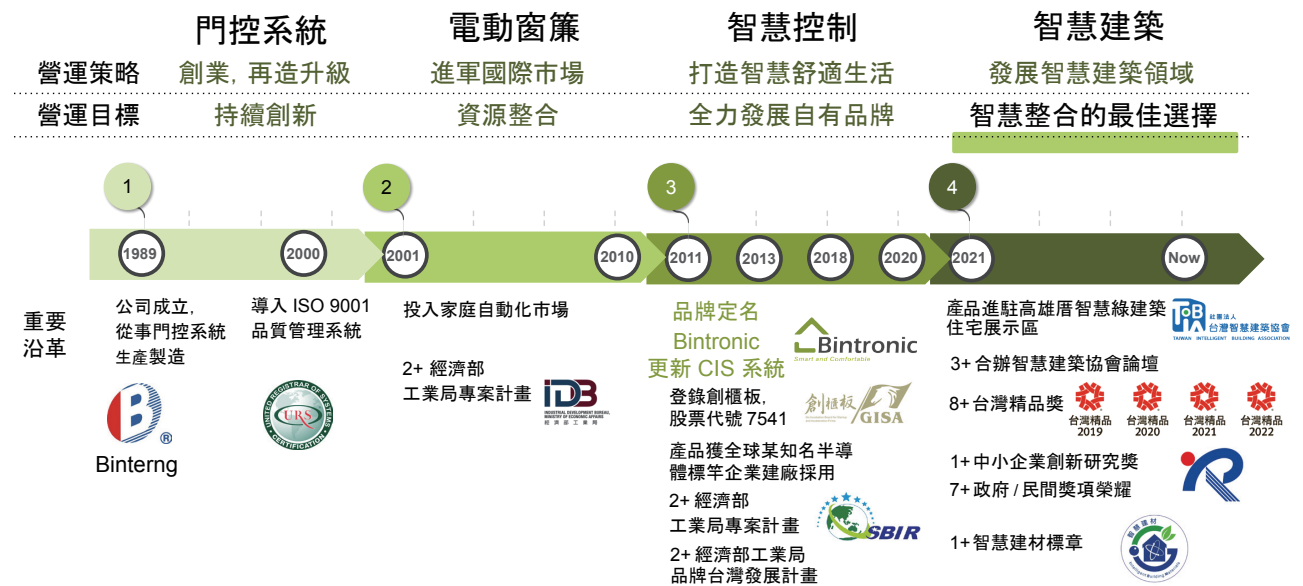 門控系統
電動窗簾
智慧控制
智慧建築
營運策略
創業, 再造升級
進軍國際市場
打造智慧舒適生活
發展智慧建築領域
營運目標
持續創新
資源整合
全力發展自有品牌
智慧整合的最佳選擇
1
2
3
4
1989
2000
2001
2010
2011
2013
2018
2020
2021
Now
重要
沿革
公司成立,
從事門控系統
生產製造
B
®
Binterng
導入 ISO 9001
品質管理系統
UNITED REGISTRAR OF SYSTEMS
URS
CERTIFICATION
投入家庭自動化市場
2+ 經濟部
工業局專案計畫
iDB
INDUSTRIAL DEVELOPMENT BUREAU,
MINISTRY OF ECONOMIC AFFAIRS
經濟部工業局
品牌定名
Bintronic
更新 CIS 系統
Bintronic
Smart and Comfortable
登錄創櫃板,
股票代號 7541
創櫃板
GISA
產品獲全球某知名半導
體標竿企業建廠採用
2+ 經濟部
工業局專案計畫
SBIR
2+ 經濟部工業局
品牌台灣發展計畫
產品進駐高雄厝智慧綠建築
住宅展示區
TIBA
社團法人
台灣智慧建築協會
TAIWAN INTELLIGENT BUILDING ASSOCIATION
3+ 合辦智慧建築協會論壇
8+ 台灣精品獎
台灣精品
2019
台灣精品
2020
台灣精品
2021
台灣精品
2022
1+ 中小企業創新研究獎
7+ 政府 / 民間獎項榮耀
1+ 智慧建材標章
智慧建材
Intelligent Building Materials